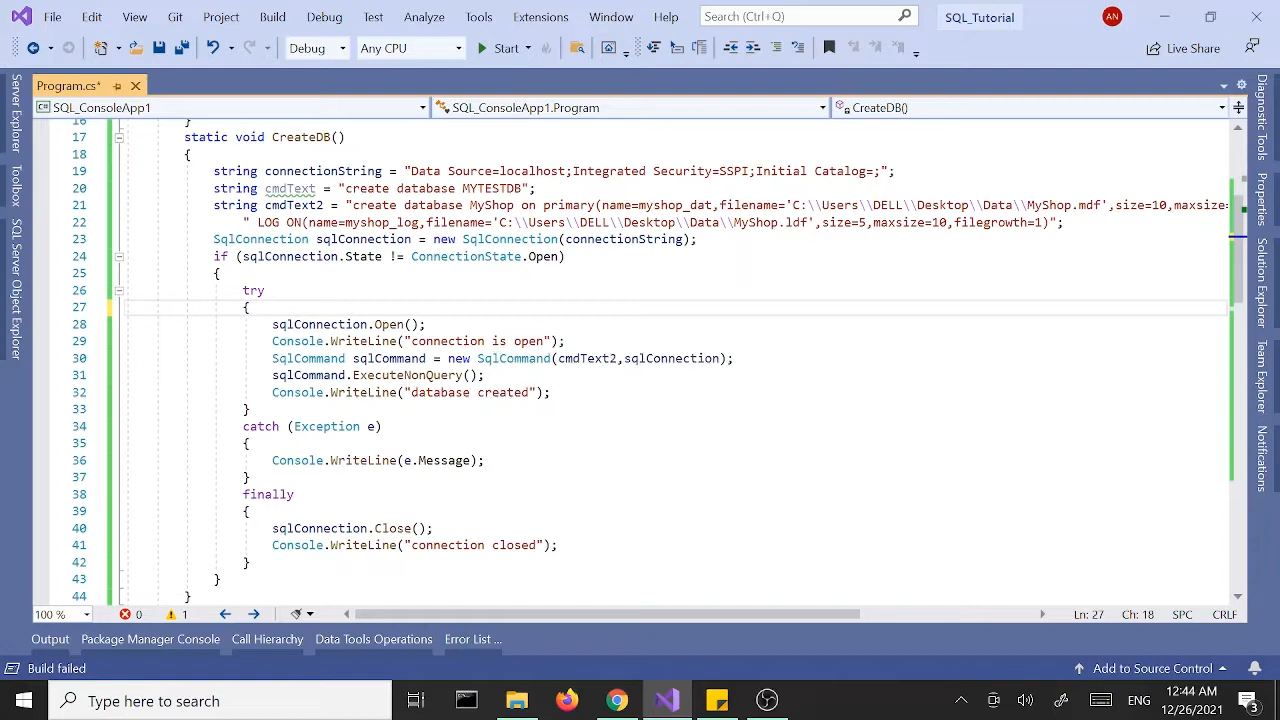 File Edit View Git Project Build Debug Test Analyze Tools Extensions Window Help Search (Ctrl+Q) SQL_Tutorial AN
Debug Any CPU Start Live Share
Program.cs*
SQL_ConsoleApp1 SQL_ConsoleApp1.Program CreateDB()
Server Explorer Toolbox SQL Server Object Explorer
16 }
17 static void CreateDB()
18 {
19 string connectionString = "Data Source=localhost;Integrated Security=SSPI;Initial Catalog=;";
20 string cmdText = "create database MYTESTDB";
21 string cmdText2 = "create database MyShop on primary(name=myshop_dat,filename='C:\\Users\\DELL\\Desktop\\Data\\MyShop.mdf',size=10,maxsize=
22 " LOG ON(name=myshop_log,filename='C:\\Users\\DELL\\Desktop\\Data\\MyShop.ldf',size=5,maxsize=10,filegrowth=1)";
23 SqlConnection sqlConnection = new SqlConnection(connectionString);
24 if (sqlConnection.State != ConnectionState.Open)
25 {
26 try
27 {
28 sqlConnection.Open();
29 Console.WriteLine("connection is open");
30 SqlCommand sqlCommand = new SqlCommand(cmdText2,sqlConnection);
31 sqlCommand.ExecuteNonQuery();
32 Console.WriteLine("database created");
33 }
34 catch (Exception e)
35 {
36 Console.WriteLine(e.Message);
37 }
38 finally
39 {
40 sqlConnection.Close();
41 Console.WriteLine("connection closed");
42 }
43 }
44 }
Diagnostic Tools Properties Solution Explorer Team Explorer Notifications
100 % 0 1 Ln: 27 Ch: 18 SPC CRLF
Output Package Manager Console Call Hierarchy Data Tools Operations Error List ...
Build failed Add to Source Control
Type here to search ENG :44 AM
12/26/2021 3